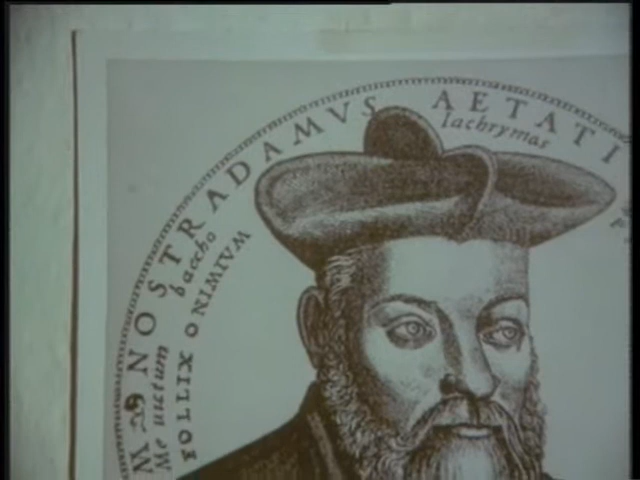 NOSTRADAMVS AETATI
lachrymas
baccho
Me uictum
FOLLIX ONIMIVM